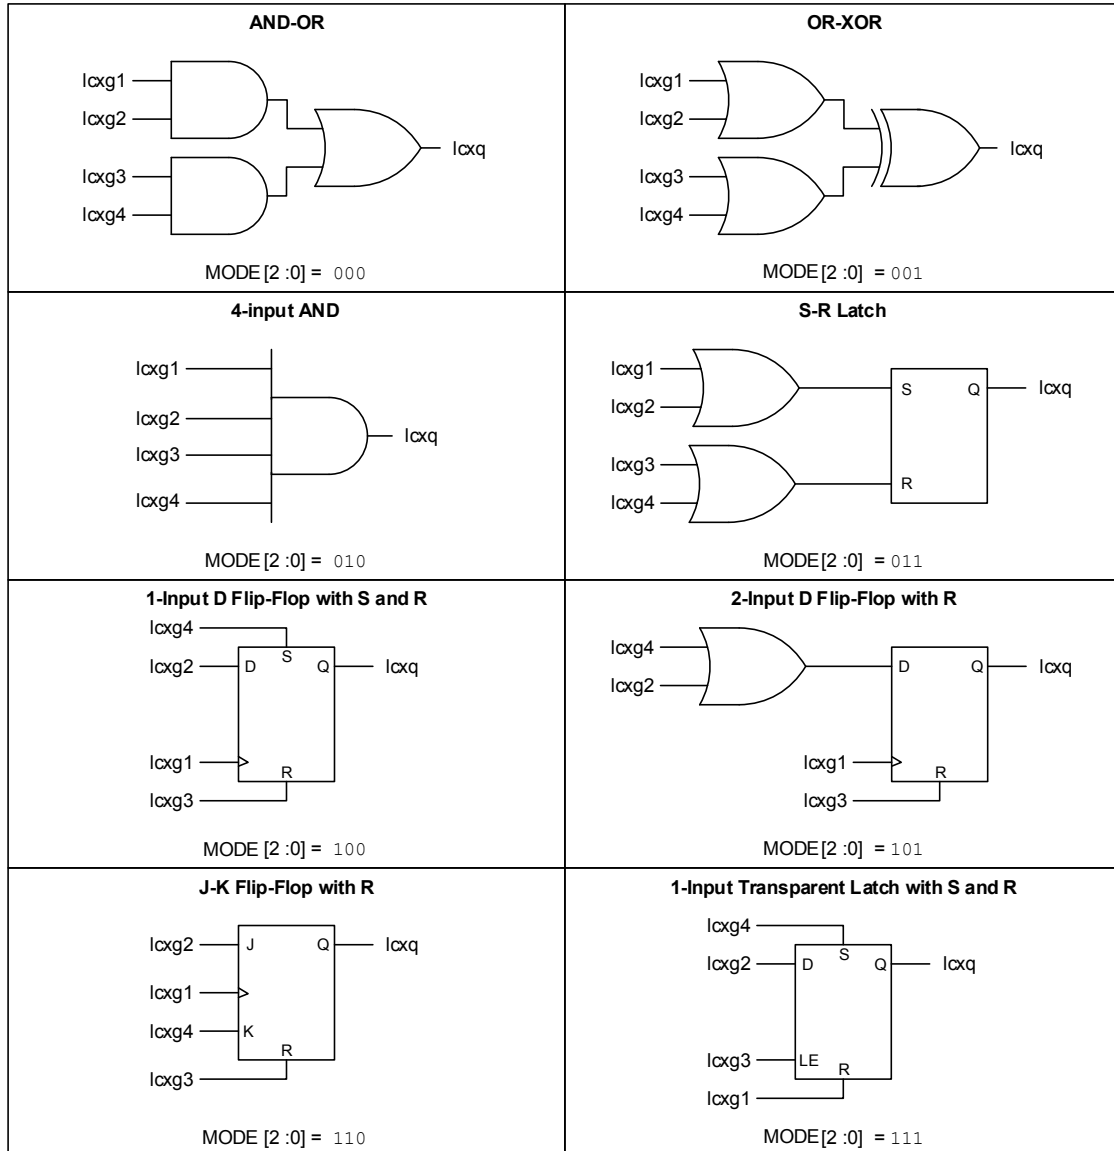 AND-OR
lcxg1
lcxg2
lcxg3
lcxg4
lcxq
MODE [2 :0] = 000
OR-XOR
lcxg1
lcxg2
lcxg3
lcxg4
lcxq
MODE[2 :0] = 001
4-input AND
lcxg1
lcxg2
lcxg3
lcxg4
lcxq
MODE [2 :0] = 010
S-R Latch
lcxg1
lcxg2
lcxg3
lcxg4
S
Q
R
lcxq
MODE[2 :0] = 011
1-Input D Flip-Flop with S and R
lcxg4
S
lcxg2
D
Q
lcxq
lcxg1
R
lcxg3
MODE [2 :0] = 100
2-Input D Flip-Flop with R
lcxg4
lcxg2
D
Q
lcxq
lcxg1
R
lcxg3
MODE[2 :0] = 101
J-K Flip-Flop with R
lcxg2
J
Q
lcxq
lcxg1
lcxg4
K
R
lcxg3
MODE [2 :0] = 110
1-Input Transparent Latch with S and R
lcxg4
S
lcxg2
D
Q
lcxq
lcxg3
LE
R
lcxg1
MODE[2 :0] = 111